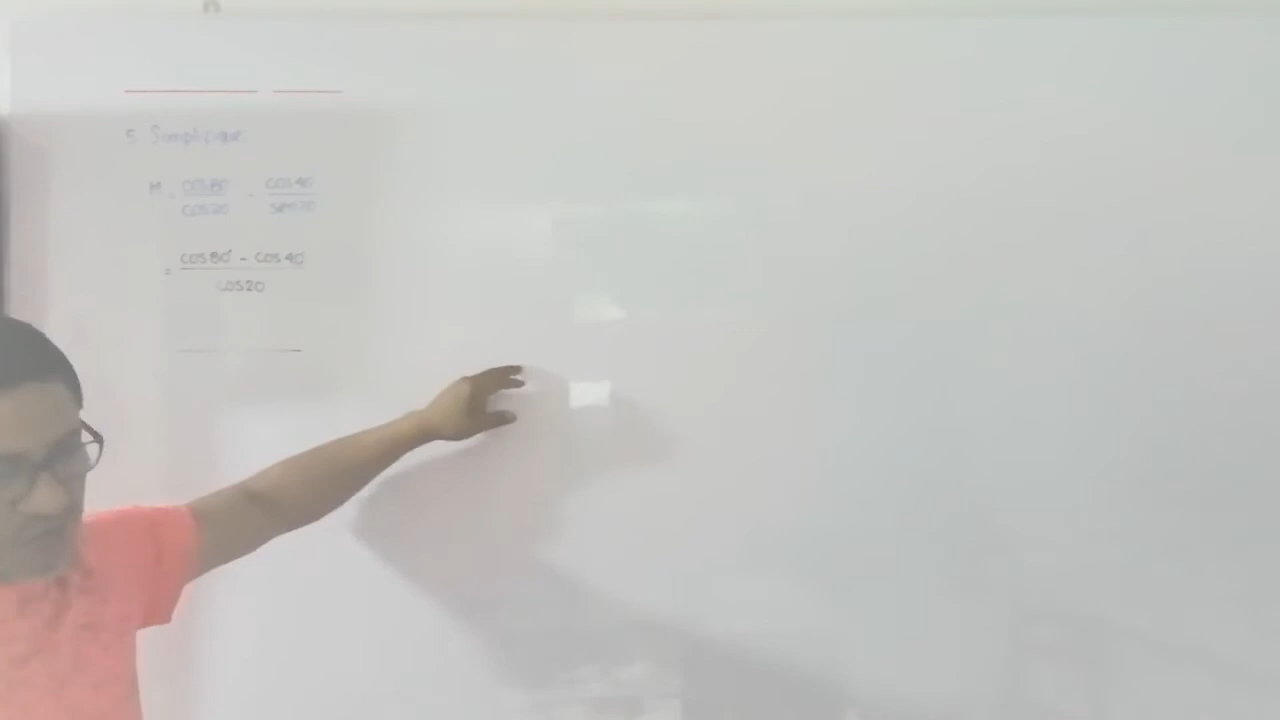 5. Simplifique:
M = cos80 / cos20 - cos40 / sen70
= cos80° - cos40° / cos20